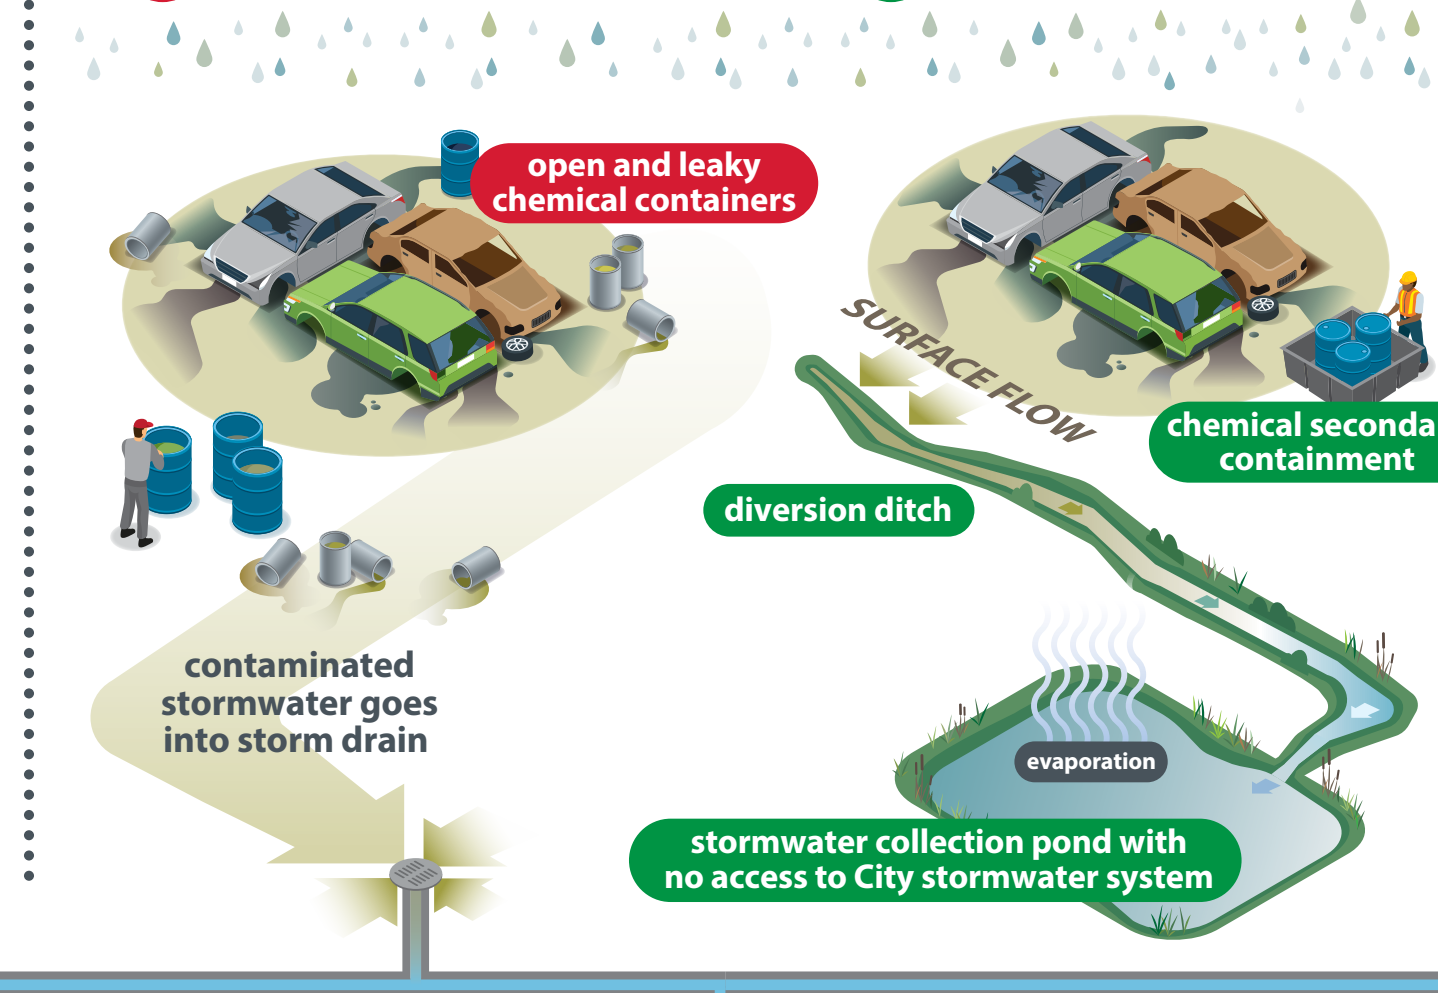 open and leaky
chemical containers
SURFACE FLOW
chemical seconda
containment
diversion ditch
contaminated
stormwater goes
into storm drain
evaporation
stormwater collection pond with
no access to City stormwater system